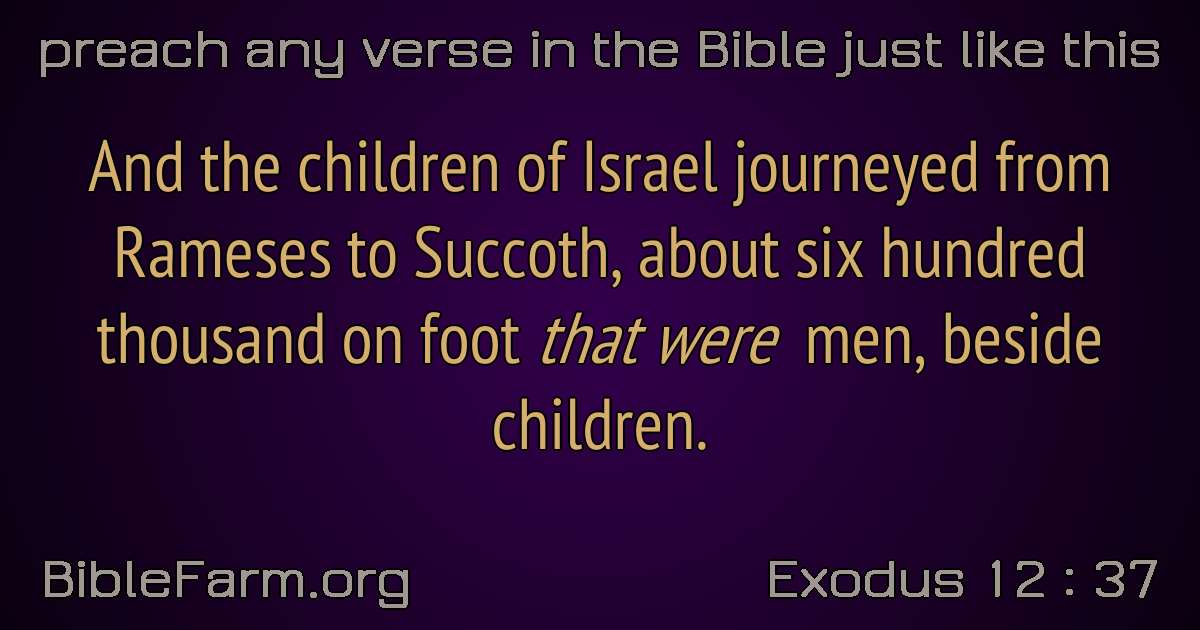 preach any verse in the Bible just like this
And the children of Israel journeyed from
Rameses to Succoth, about six hundred
thousand on foot that were men, beside
children.
BibleFarm.org
Exodus 12 : 37